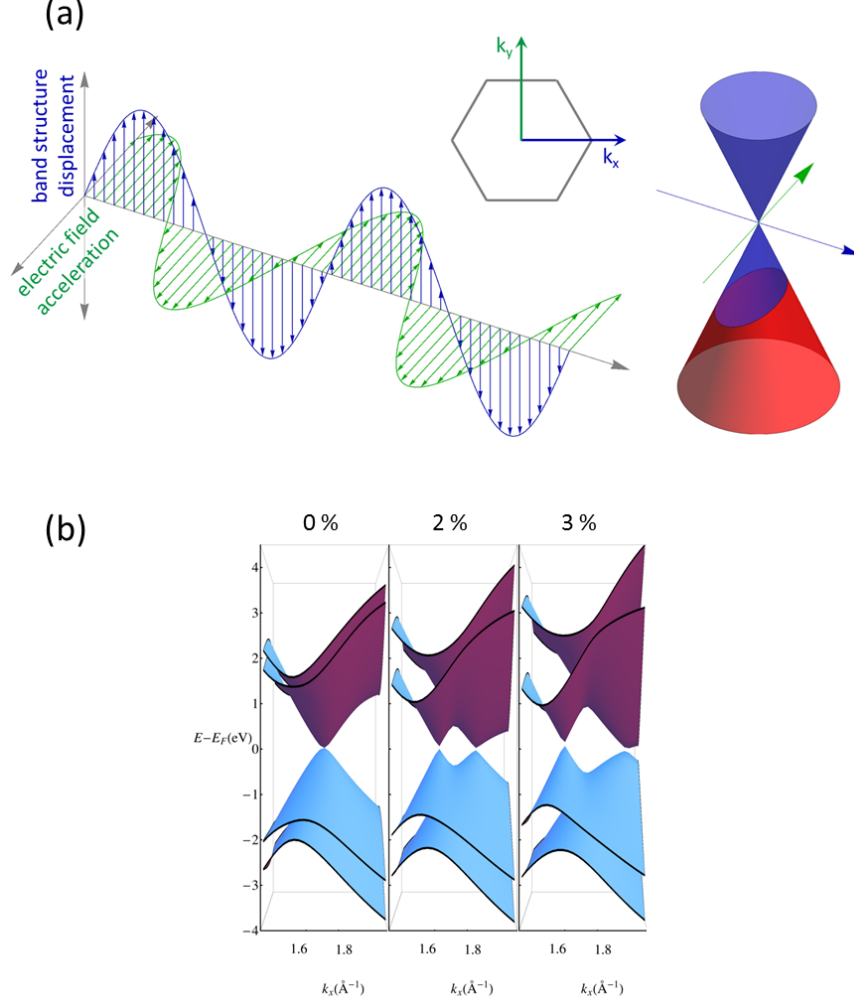 (a)
band structure
displacement
electric field
acceleration
k_y
k_x
(b)
0 %
2 %
3 %
4
3
2
1
E−E_F(eV)
0
−1
−2
−3
−4
1.6
1.8
1.6
1.8
1.6
1.8
k_x(Å⁻¹)
k_x(Å⁻¹)
k_x(Å⁻¹)